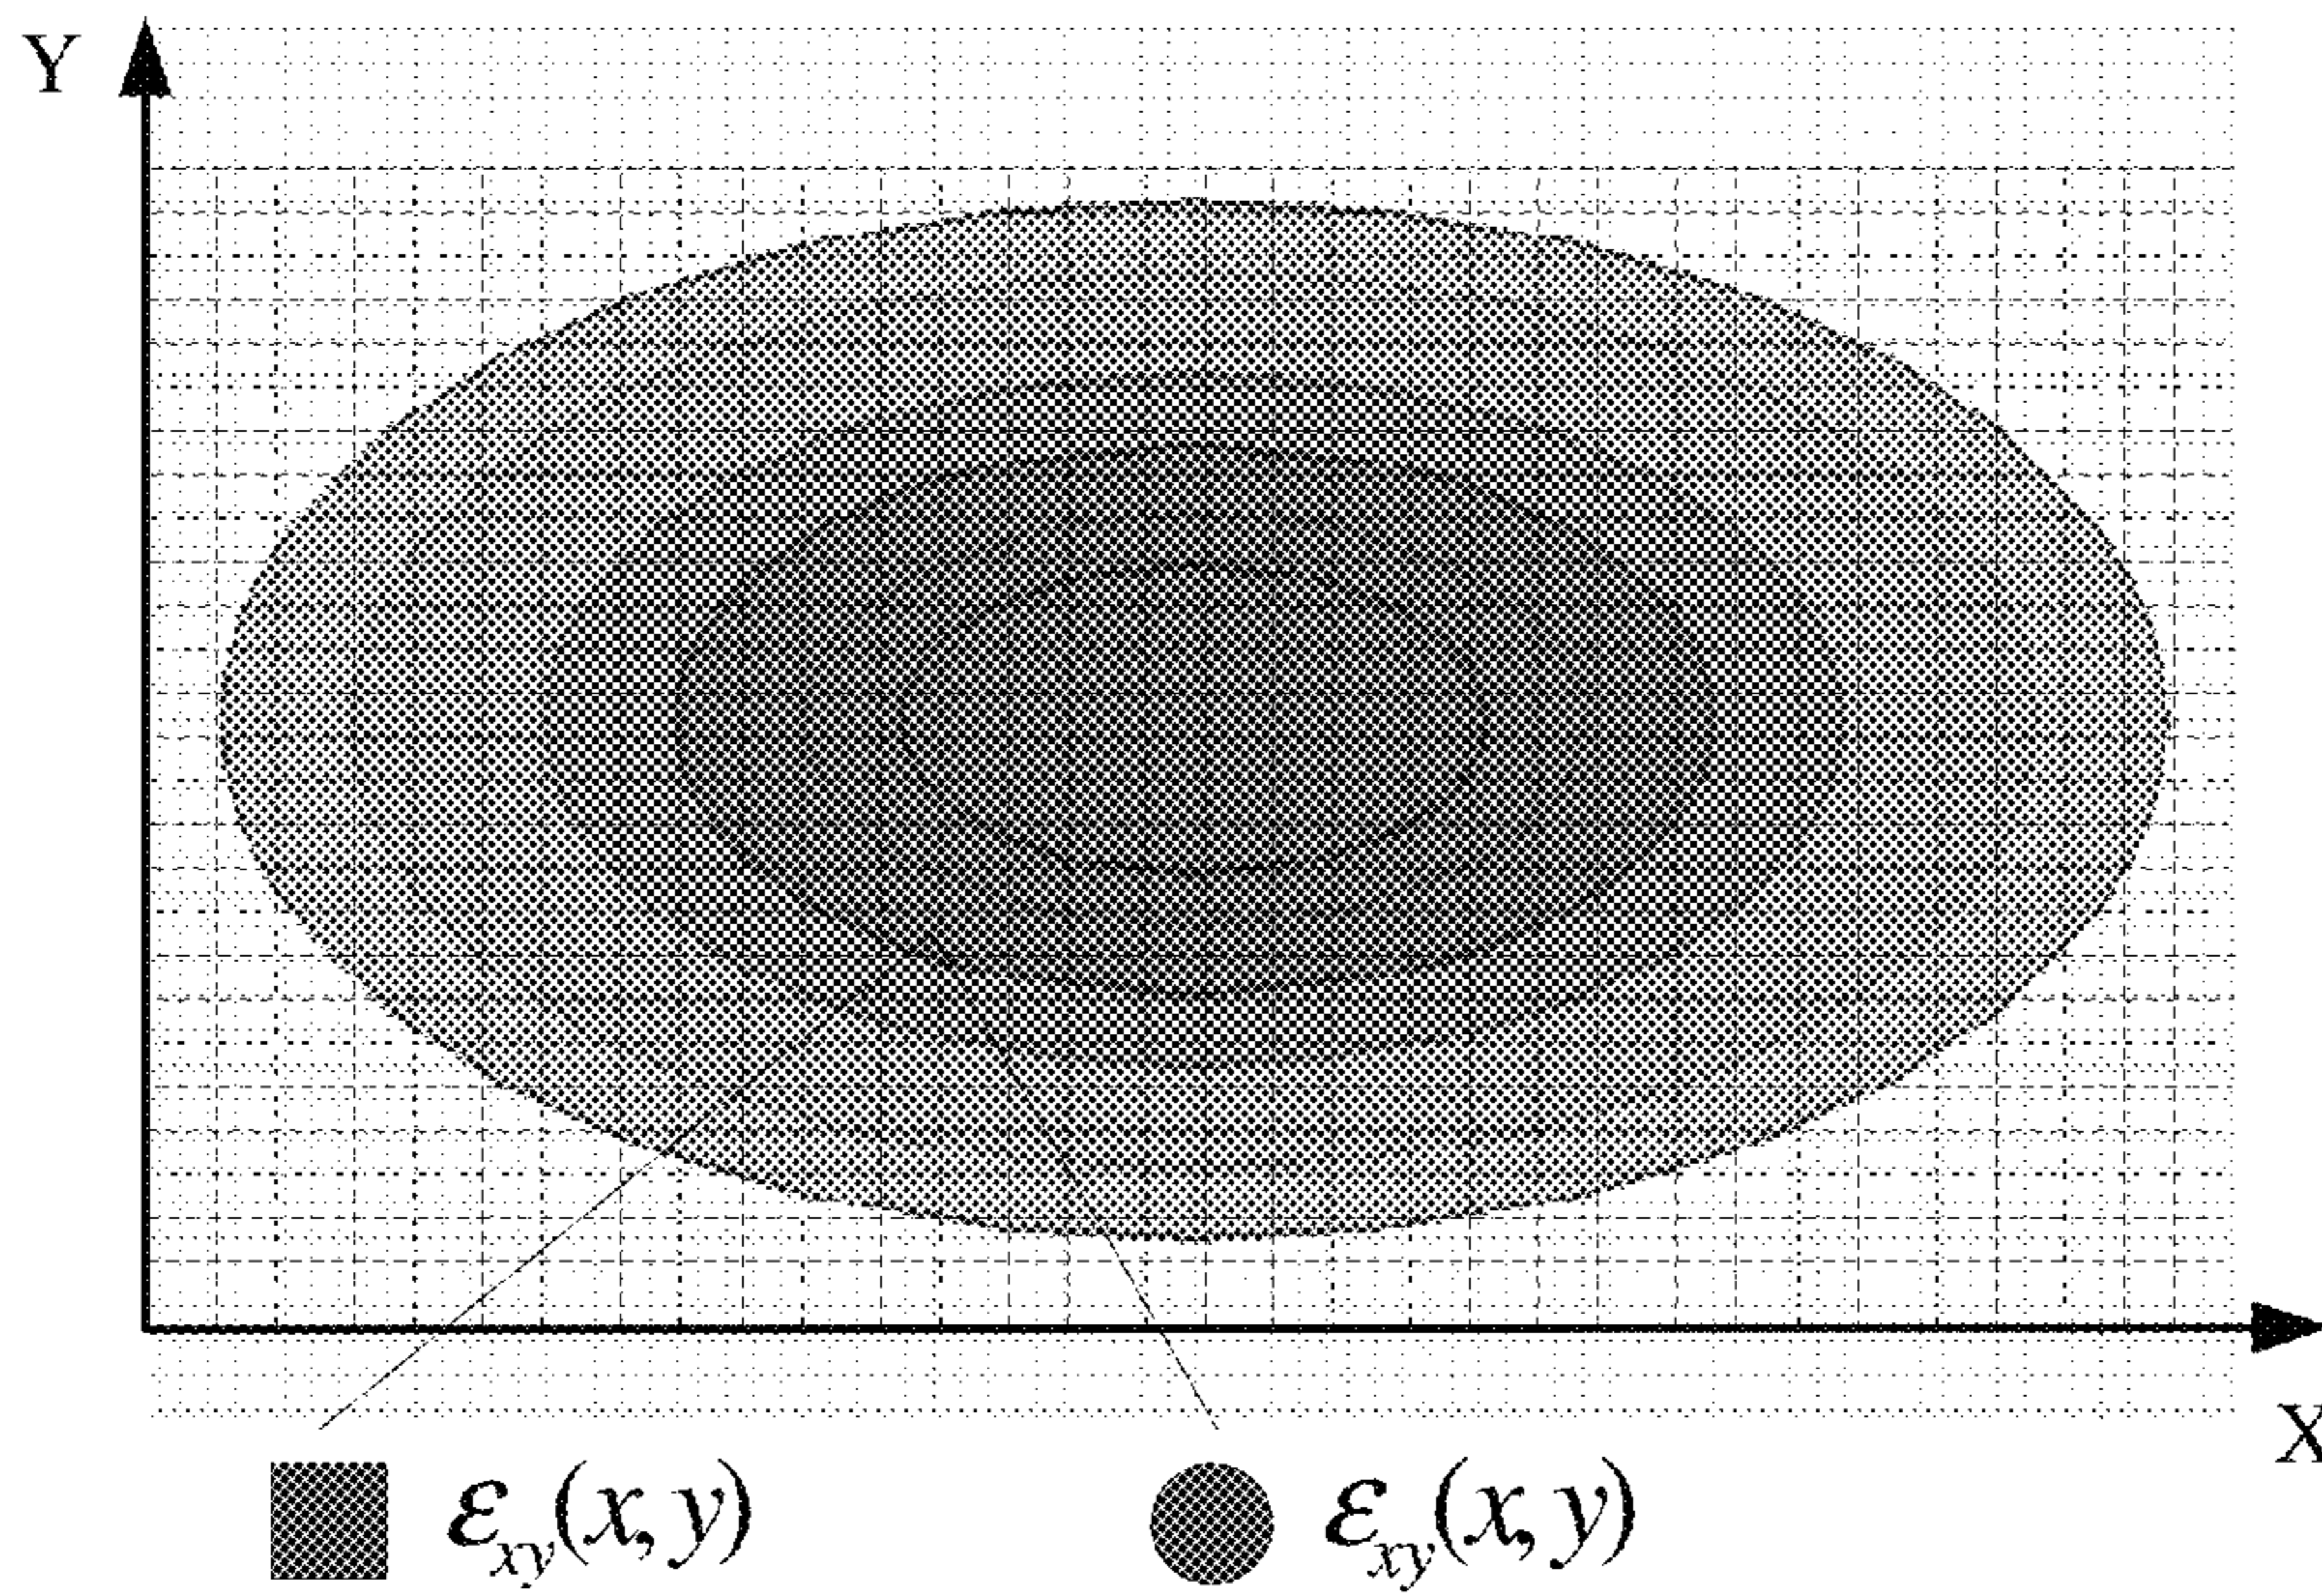 Y
X
ε_xy(x, y) ε_xy(x, y)